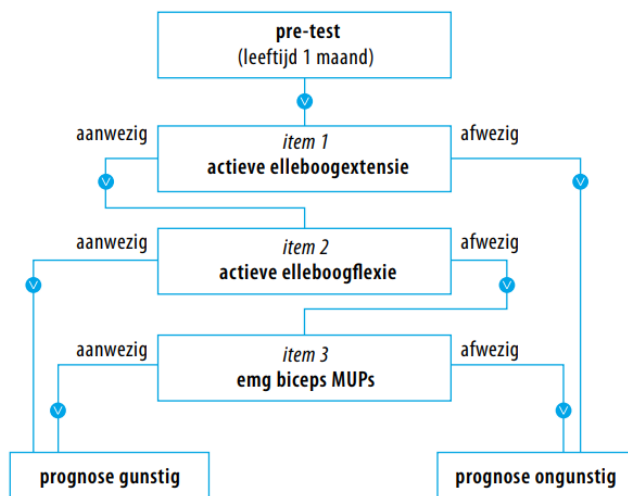 pre-test
(leeftijd 1 maand)
aanwezig
item 1
afwezig
actieve elleboogextensie
aanwezig
item 2
afwezig
actieve elleboogflexie
aanwezig
item 3
afwezig
emg biceps MUPs
prognose gunstig
prognose ongunstig